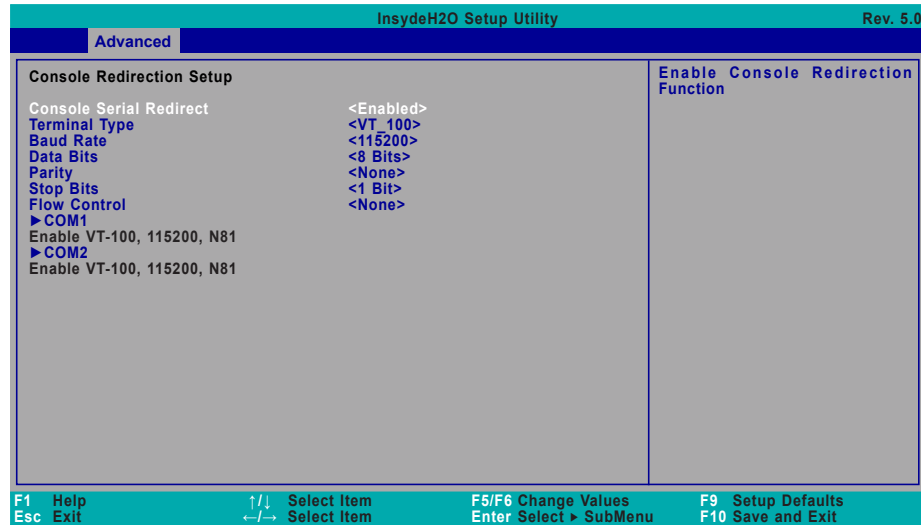 InsydeH2O Setup Utility Rev. 5.0
Advanced
Console Redirection Setup
Console Serial Redirect <Enabled>
Terminal Type <VT_100>
Baud Rate <115200>
Data Bits <8 Bits>
Parity <None>
Stop Bits <1 Bit>
Flow Control <None>
►COM1
Enable VT-100, 115200, N81
►COM2
Enable VT-100, 115200, N81
Enable Console Redirection
Function
F1 Help ↑/↓ Select Item F5/F6 Change Values F9 Setup Defaults
Esc Exit ←/→ Select Item Enter Select ► SubMenu F10 Save and Exit